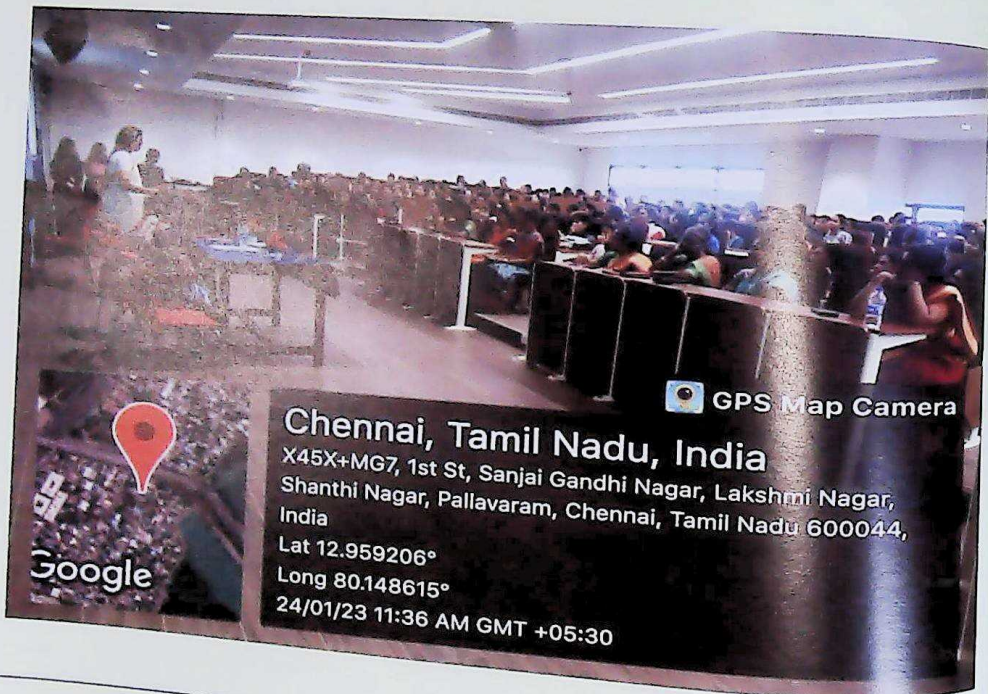 GPS Map Camera
Chennai, Tamil Nadu, India
X45X+MG7, 1st St, Sanjai Gandhi Nagar, Lakshmi Nagar,
Shanthi Nagar, Pallavaram, Chennai, Tamil Nadu 600044,
India
Lat 12.959206°
Long 80.148615°
24/01/23 11:36 AM GMT +05:30
Google